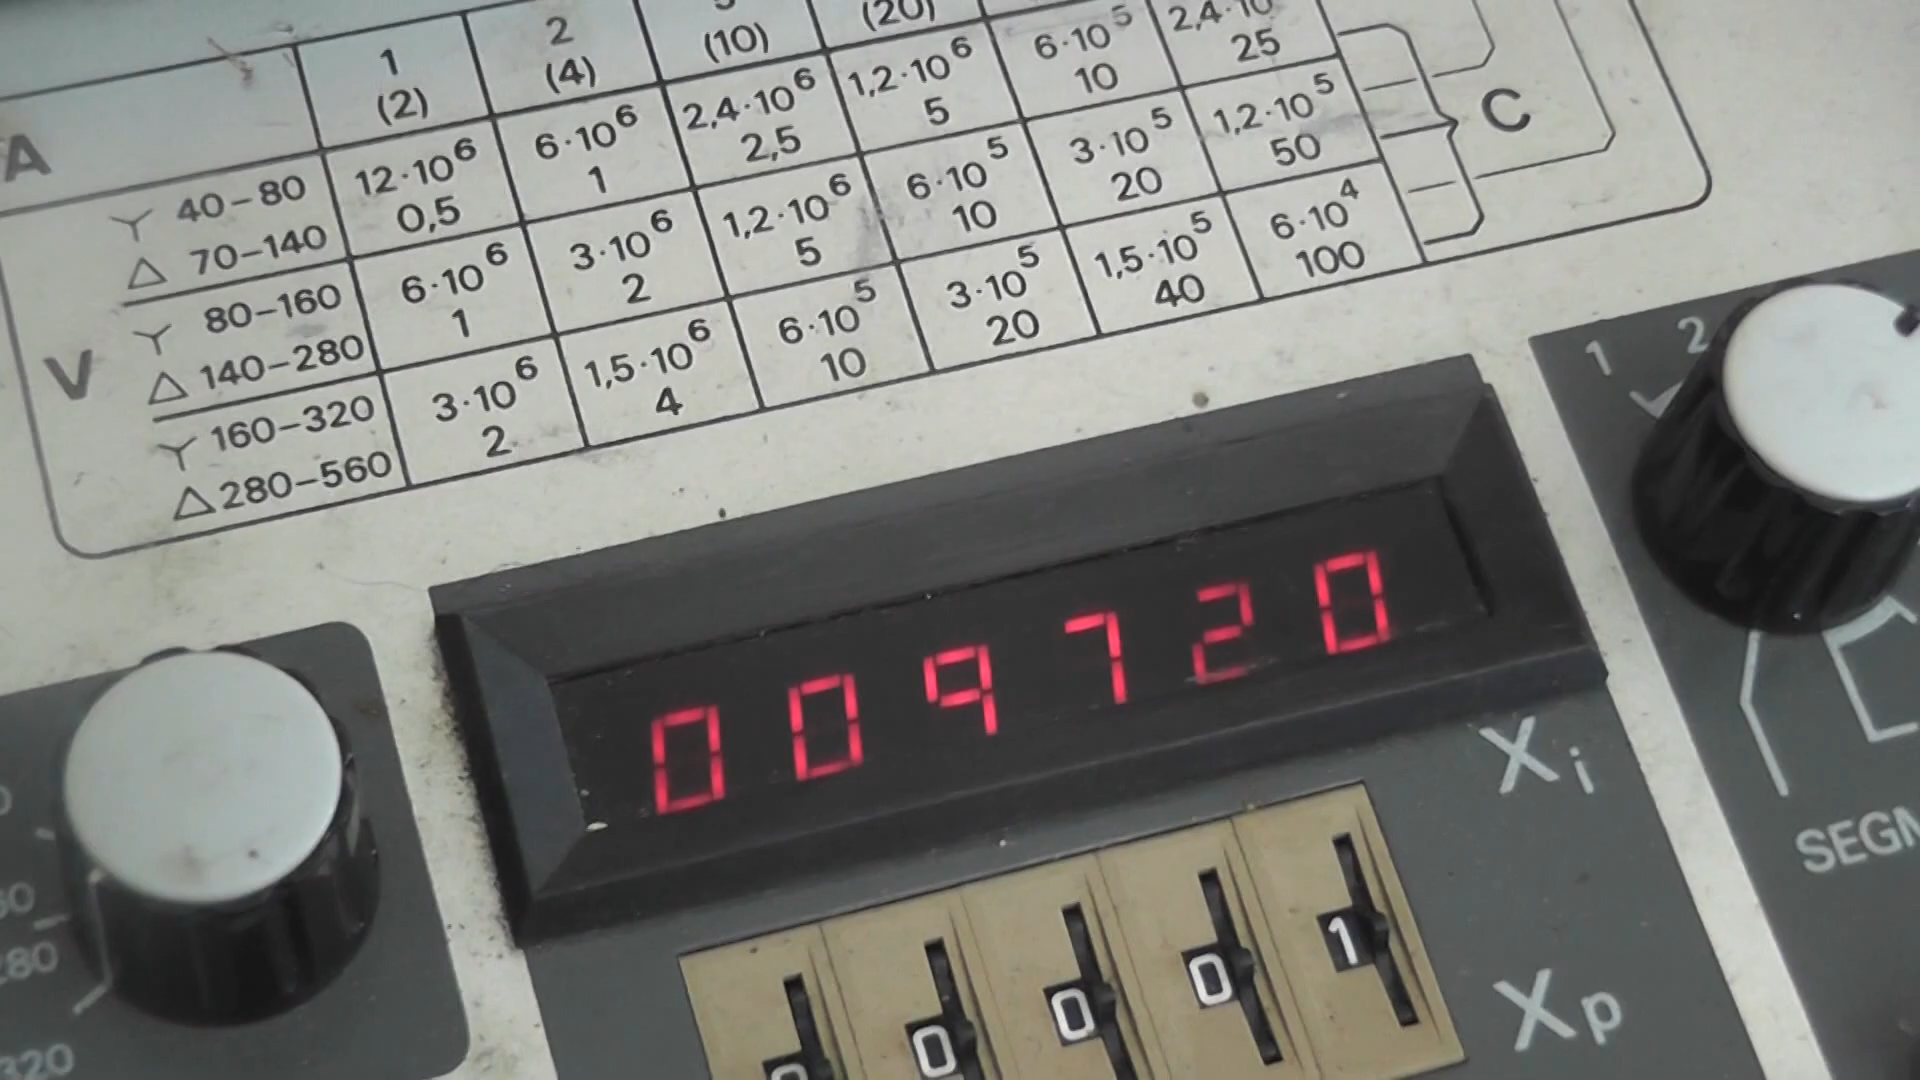 A 1 2 (10) (20)
(2) (4)
Y 40–80 12·10⁶ 6·10⁶ 2,4·10⁶ 1,2·10⁶ 6·10⁵ 2,4·10
△ 70–140 0,5 1 2,5 5 10 25
V Y 80–160 6·10⁶ 3·10⁶ 1,2·10⁶ 6·10⁵ 3·10⁵ 1,2·10⁵
△ 140–280 1 2 5 10 20 50
Y 160–320 3·10⁶ 1,5·10⁶ 6·10⁵ 3·10⁵ 1,5·10⁵ 6·10⁴
△ 280–560 2 4 10 20 40 100
C
1 2
009720
Xi
0 0 0 1
Xp
280
320